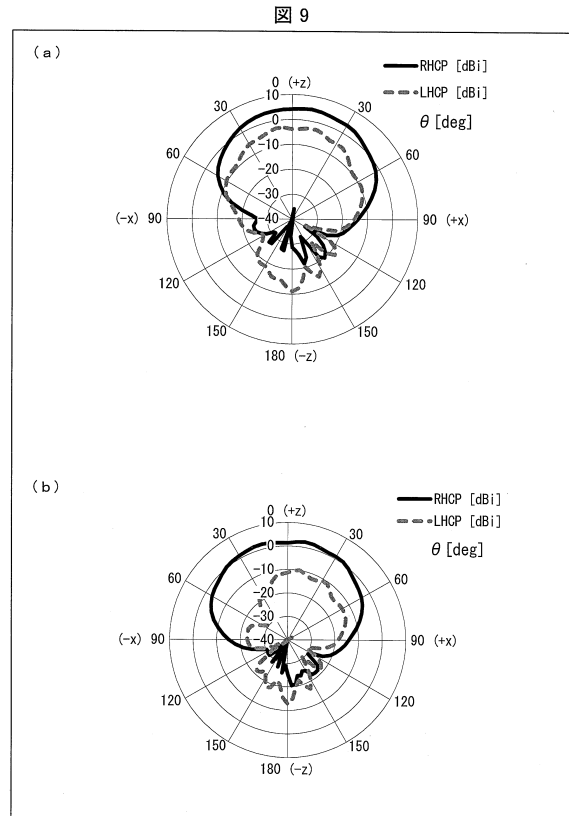 図 9
(a)
RHCP [dBi]
LHCP [dBi]
θ [deg]
0 (+z)
10
0
-10
-20
-30
-40
30
30
60
60
(-x) 90
90 (+x)
120
120
150
150
180 (-z)
(b)
RHCP [dBi]
LHCP [dBi]
θ [deg]
0 (+z)
10
0
-10
-20
-30
-40
30
30
60
60
(-x) 90
90 (+x)
120
120
150
150
180 (-z)